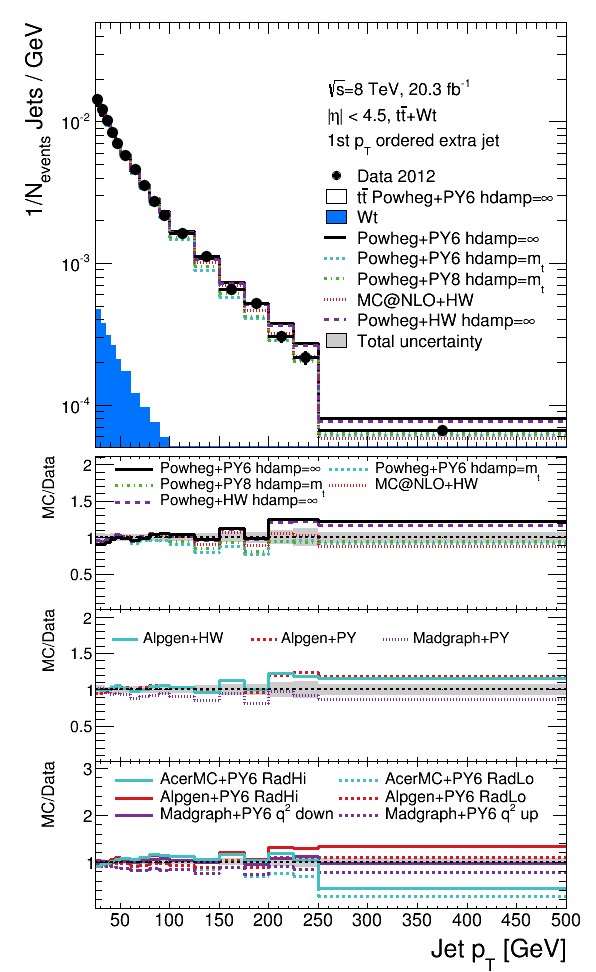 1/N_events Jets / GeV
√s=8 TeV, 20.3 fb⁻¹
|η| < 4.5, tt̄+Wt
1st p_T ordered extra jet
Data 2012
tt̄ Powheg+PY6 hdamp=∞
Wt
Powheg+PY6 hdamp=∞
Powheg+PY6 hdamp=m_t
Powheg+PY8 hdamp=m_t
MC@NLO+HW
Powheg+HW hdamp=∞
Total uncertainty
10⁻²
10⁻³
10⁻⁴
MC/Data
2
1.5
1
0.5
Powheg+PY6 hdamp=∞ Powheg+PY6 hdamp=m_t
Powheg+PY8 hdamp=m_t MC@NLO+HW
Powheg+HW hdamp=∞
MC/Data
2
1.5
1
0.5
Alpgen+HW Alpgen+PY Madgraph+PY
MC/Data
3
2
1
AcerMC+PY6 RadHi AcerMC+PY6 RadLo
Alpgen+PY6 RadHi Alpgen+PY6 RadLo
Madgraph+PY6 q² down Madgraph+PY6 q² up
50 100 150 200 250 300 350 400 450 500
Jet p_T [GeV]